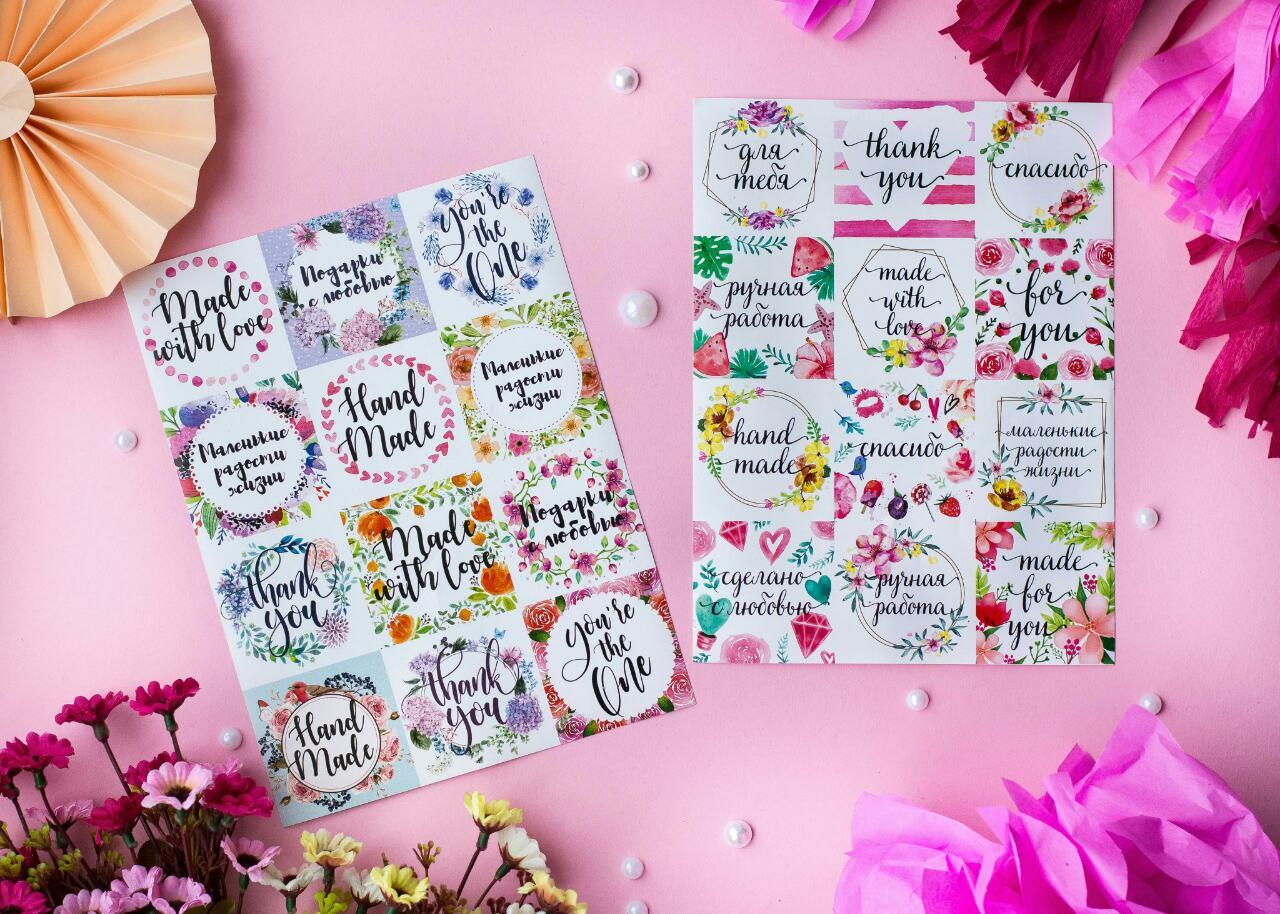 Made
with love
Подарки
с любовью
You're
the
One
Маленькие
радости
жизни
Hand
Made
Маленькие
радости
жизни
thank
you
Made
with love
Подарки
с любовью
Hand
Made
thank
you
You're
the
One
для
тебя
thank
you
спасибо
ручная
работа
made
with
love
for
you
hand
made
спасибо
маленькие
радости
жизни
сделано
с любовью
ручная
работа
made
for
you